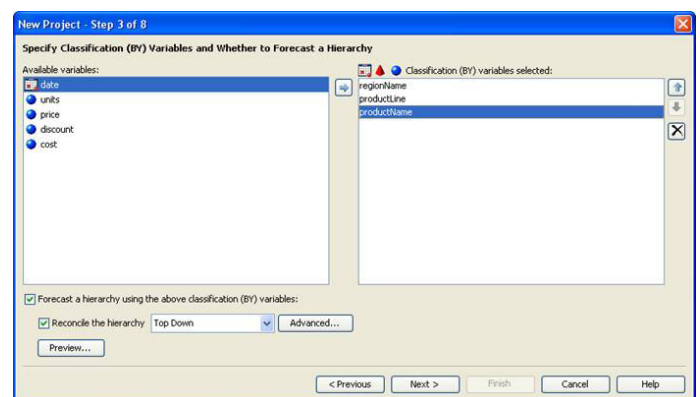 New Project - Step 3 of 8
Specify Classification (BY) Variables and Whether to Forecast a Hierarchy
Available variables:
date
units
price
discount
cost
Classification (BY) variables selected:
regionName
productLine
productName
Forecast a hierarchy using the above classification (BY) variables:
Reconcile the hierarchy Top Down Advanced...
Preview...
< Previous Next > Finish Cancel Help